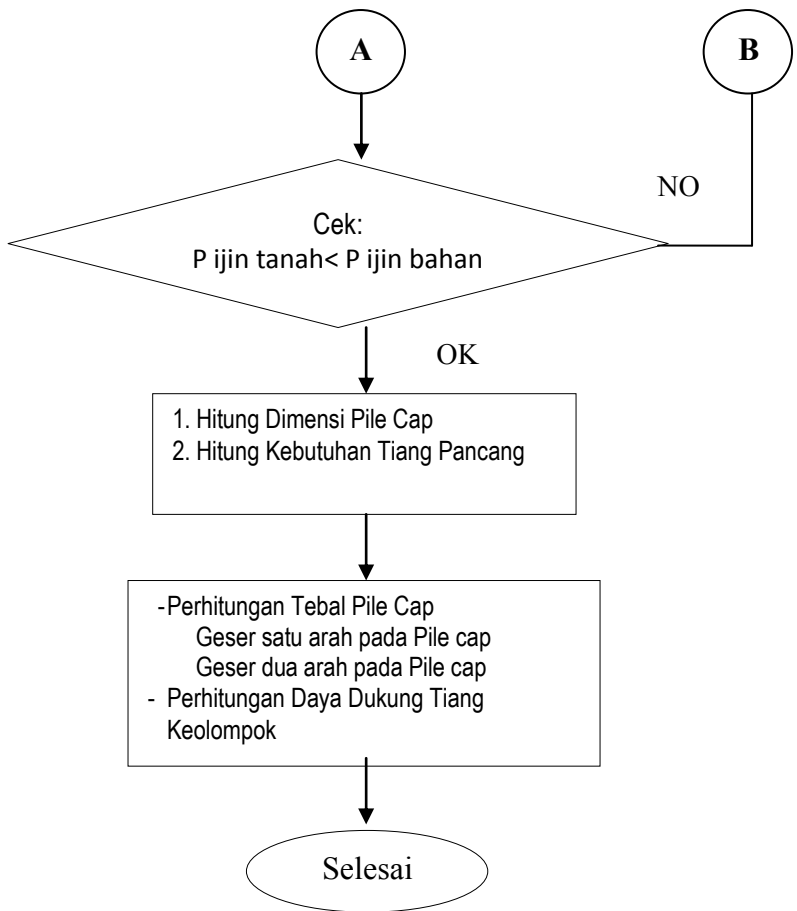 A
B
NO
Cek:
P ijin tanah< P ijin bahan
OK
1. Hitung Dimensi Pile Cap
2. Hitung Kebutuhan Tiang Pancang
-Perhitungan Tebal Pile Cap
Geser satu arah pada Pile cap
Geser dua arah pada Pile cap
- Perhitungan Daya Dukung Tiang
Keolompok
Selesai